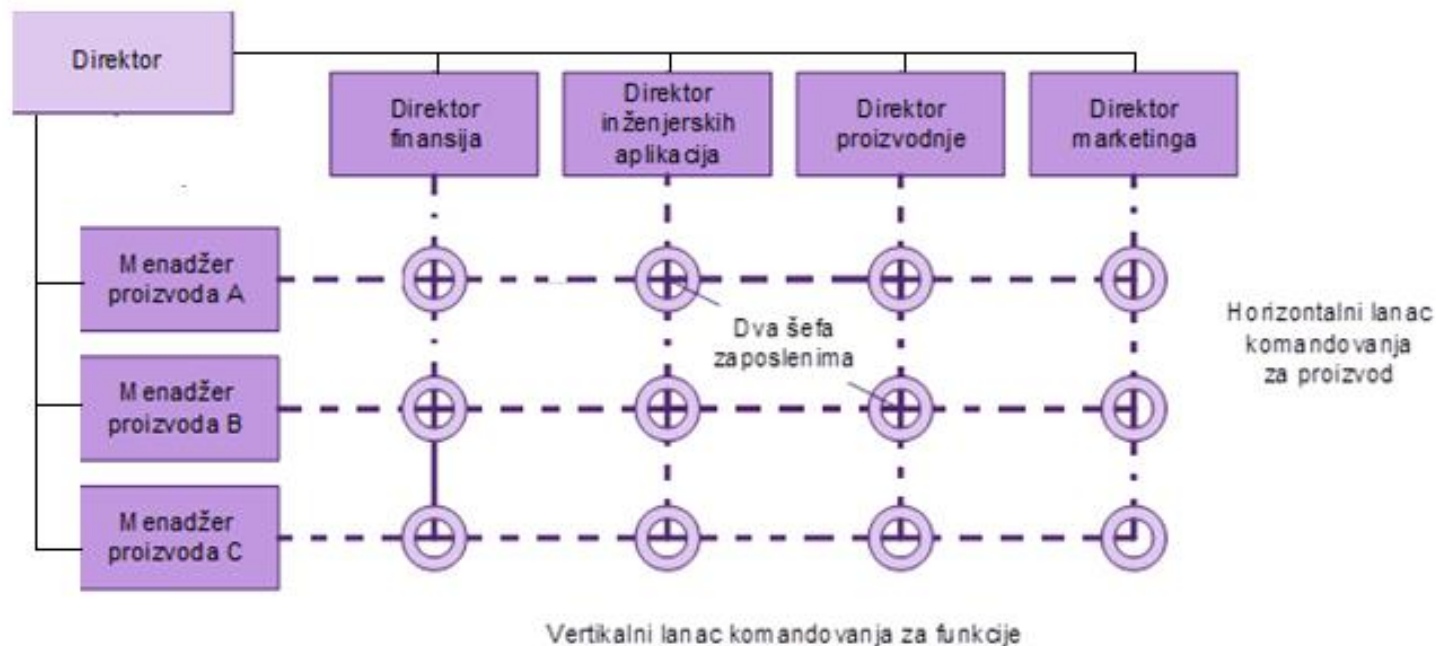 Direktor
Direktor
finansija
Direktor
inženjerskih
aplikacija
Direktor
proizvodnje
Direktor
marketinga
Menadžer
proizvoda A
Dva šefa
zaposlenima
Horizontalni lanac
komandovanja
za proizvod
Menadžer
proizvoda B
Menadžer
proizvoda C
Vertikalni lanac komandovanja za funkcije